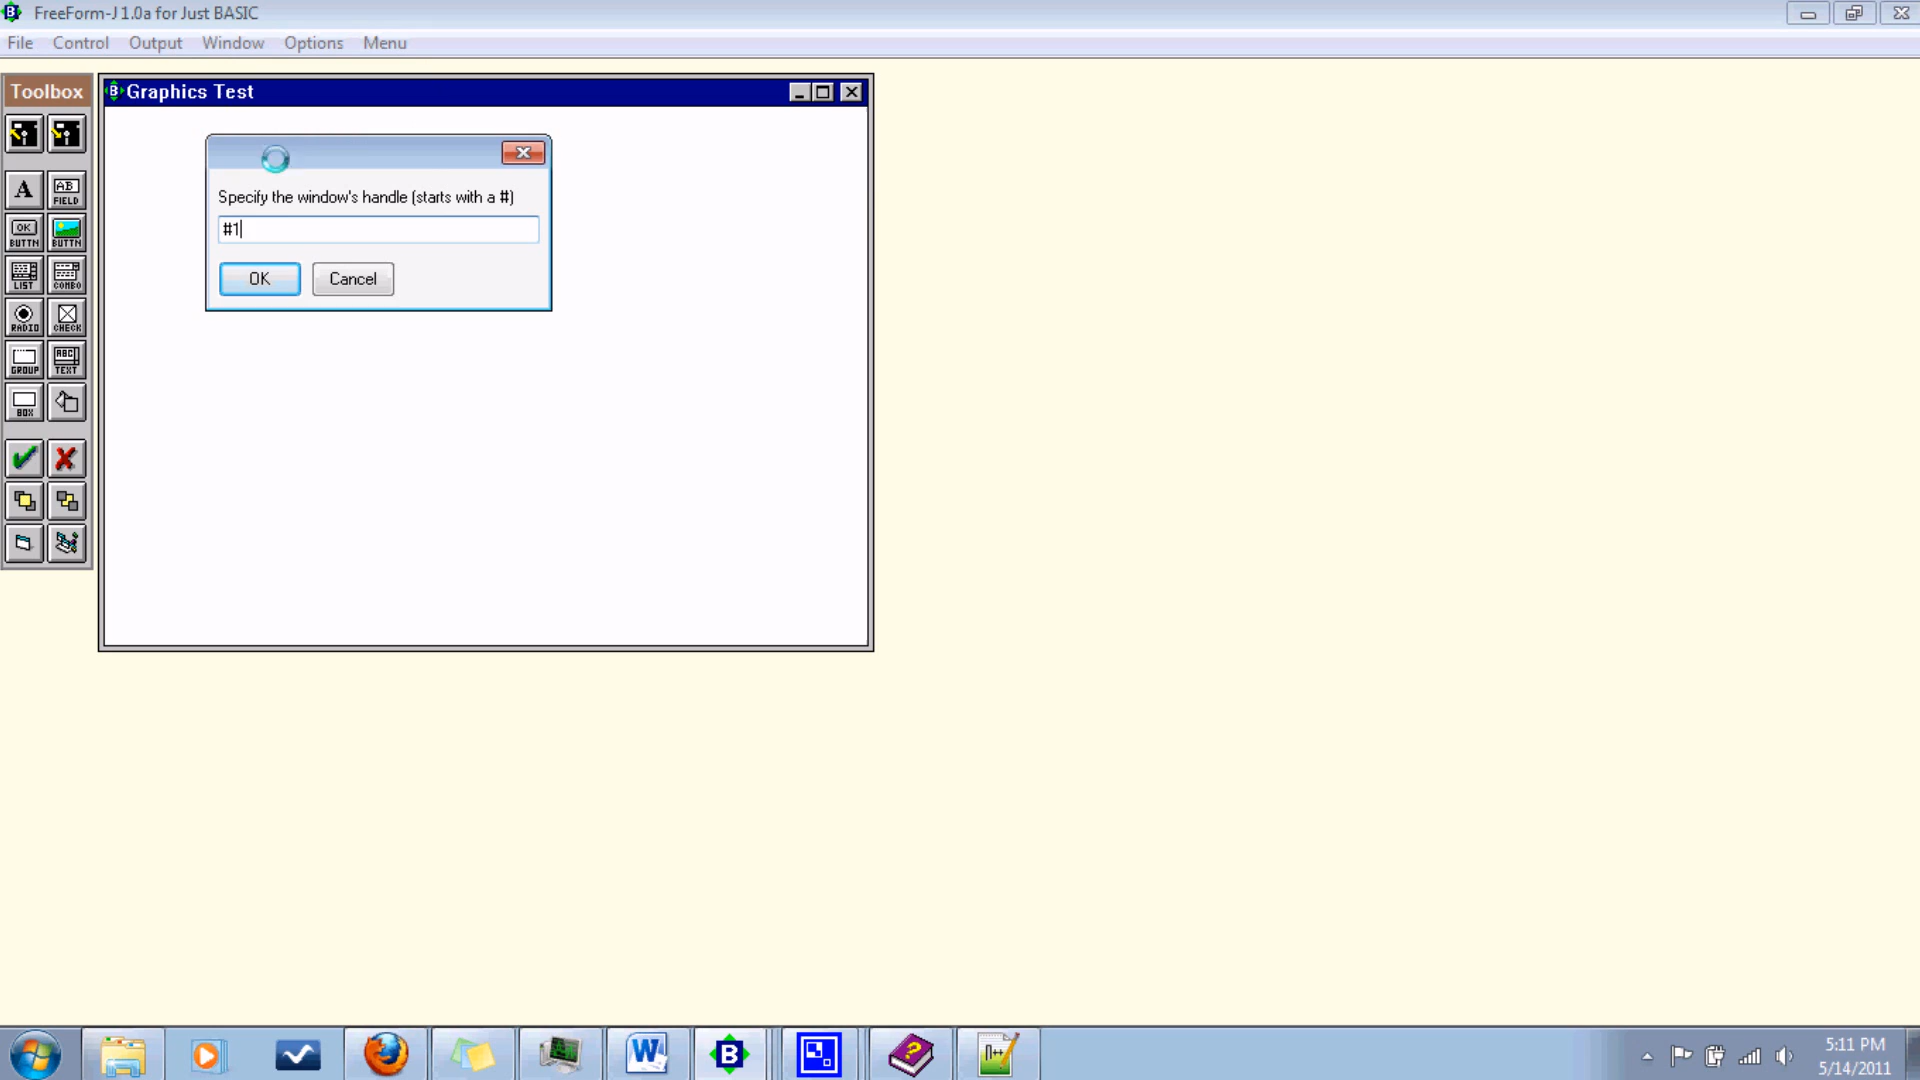 FreeForm-J 1.0a for Just BASIC
File Control Output Window Options Menu
Toolbox
Graphics Test
Specify the window's handle (starts with a #)
#1
OK Cancel
A AB FIELD
OK BUTTN BUTTN
LIST COMBO
RADIO CHECK
GROUP ABC TEXT
BOX
W B ?
5:11 PM
5/14/2011